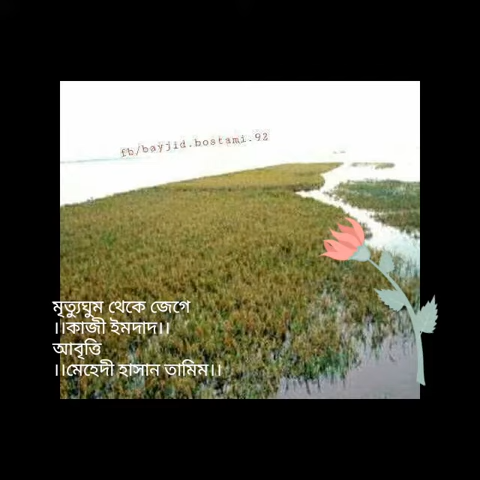 fb/bayjid.bostami.92
মৃত্যুঘুম থেকে জেগে
।।কাজী ইমদাদ।।
আবৃত্তি
।।মেহেদী হাসান তামিম।।